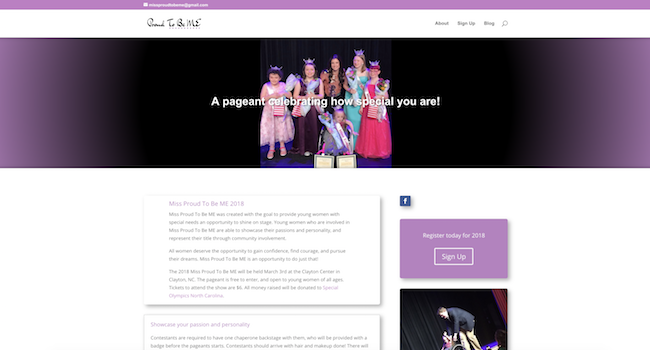 missproudtobeme@gmail.com
Proud To Be ME
About Sign Up Blog
A pageant celebrating how special you are!
Miss Proud To Be ME 2018
Miss Proud To Be ME was created with the goal to provide young women with
special needs an opportunity to shine on stage. Young women who are involved in
Miss Proud To Be ME are able to showcase their passions and personality, and
represent their title through community involvement.
All women deserve the opportunity to gain confidence, find courage, and pursue
their dreams. Miss Proud To Be ME is an opportunity to do just that!
The 2018 Miss Proud To Be ME will be held March 3rd at the Clayton Center in
Clayton, NC. The pageant is free to enter, and open to young women of all ages.
Tickets to attend the show are $6. All money raised will be donated to Special
Olympics North Carolina.
f
Register today for 2018
Sign Up
Showcase your passion and personality
Contestants are required to have one chaperone backstage with them, who will be provided with a
badge before the pageants starts. Contestants should arrive with hair and makeup done! There will